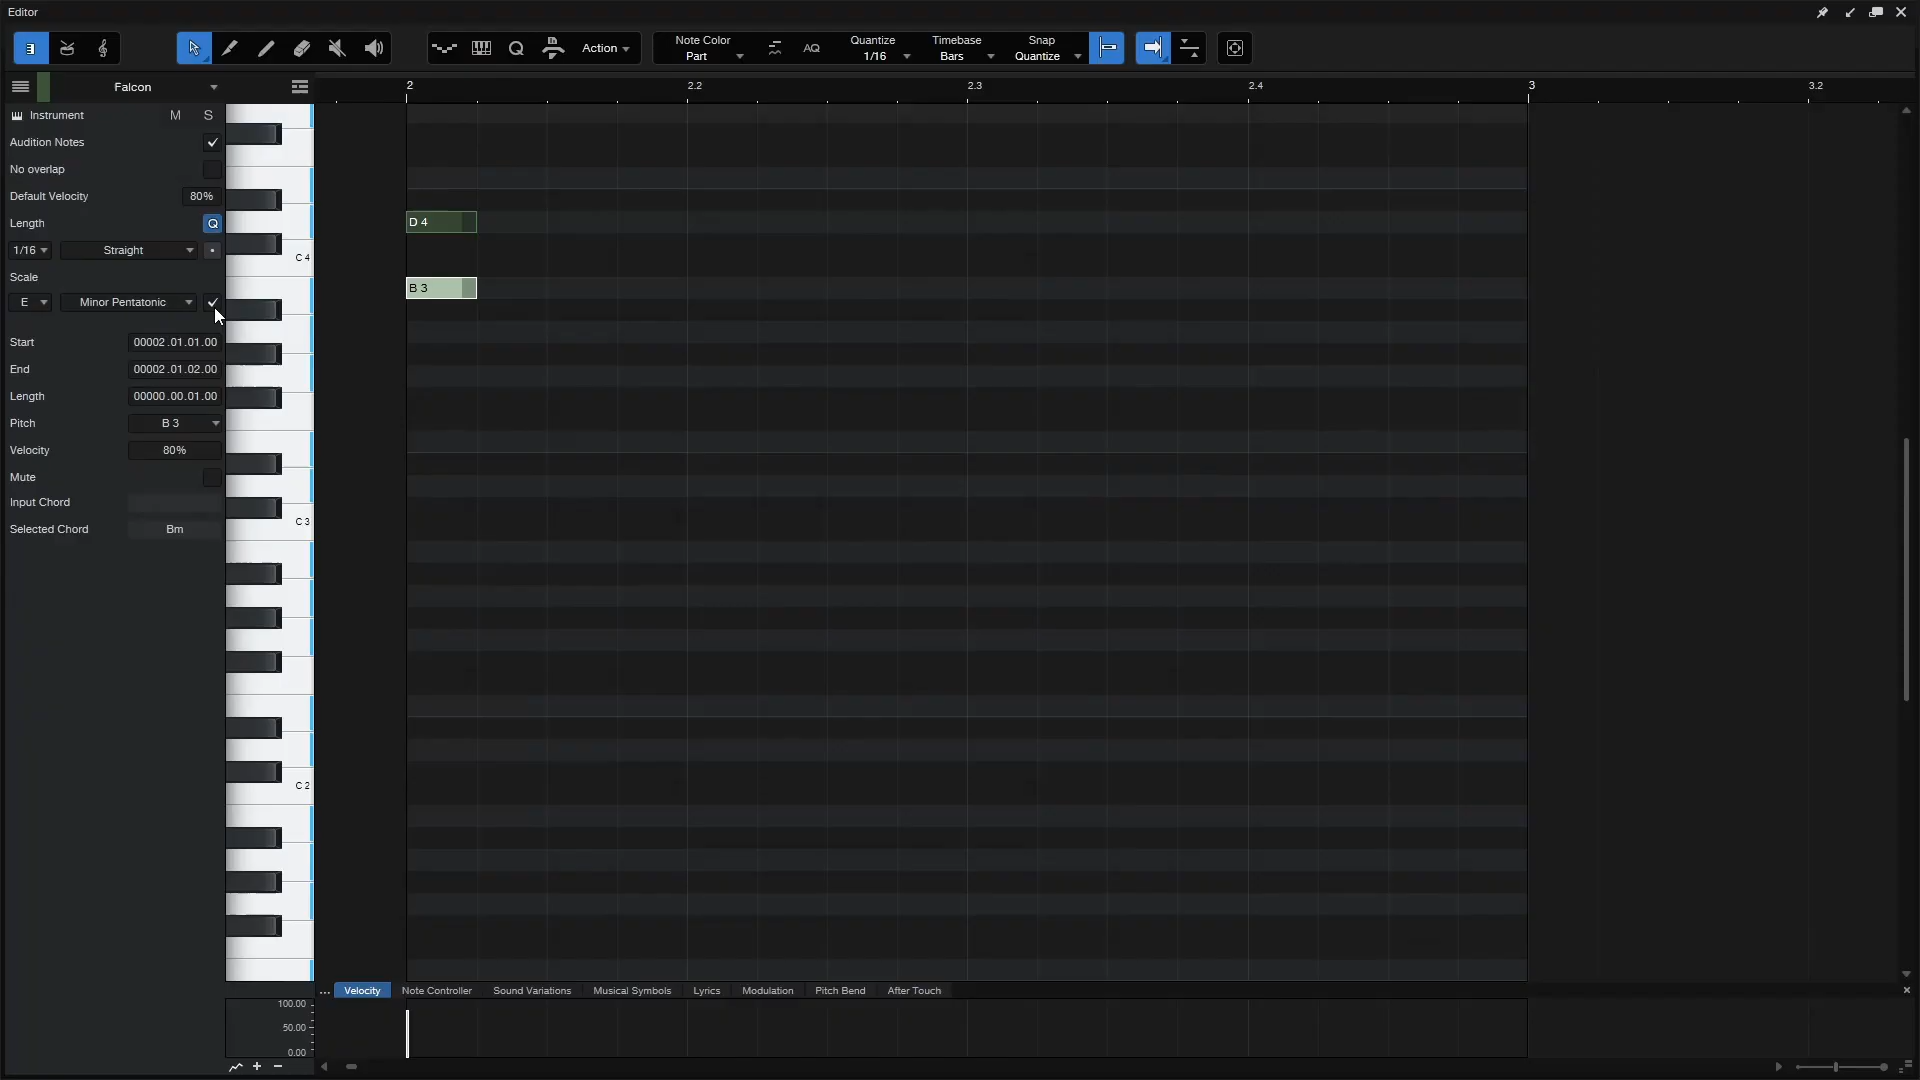 Editor
Action
Note Color
Part
AQ
Quantize
1/16
Timebase
Bars
Snap
Quantize
Falcon
2
2.2
2.3
2.4
3
3.2
Instrument M S
Audition Notes
No overlap
Default Velocity 80%
Length Q
1/16 Straight
Scale
E Minor Pentatonic
Start 00002.01.01.00
End 00002.01.02.00
Length 00000.00.01.00
Pitch B 3
Velocity 80%
Mute
Input Chord
Selected Chord Bm
C 4
C 3
C 2
D 4
B 3
... Velocity Note Controller Sound Variations Musical Symbols Lyrics Modulation Pitch Bend After Touch
100.00
50.00
0.00